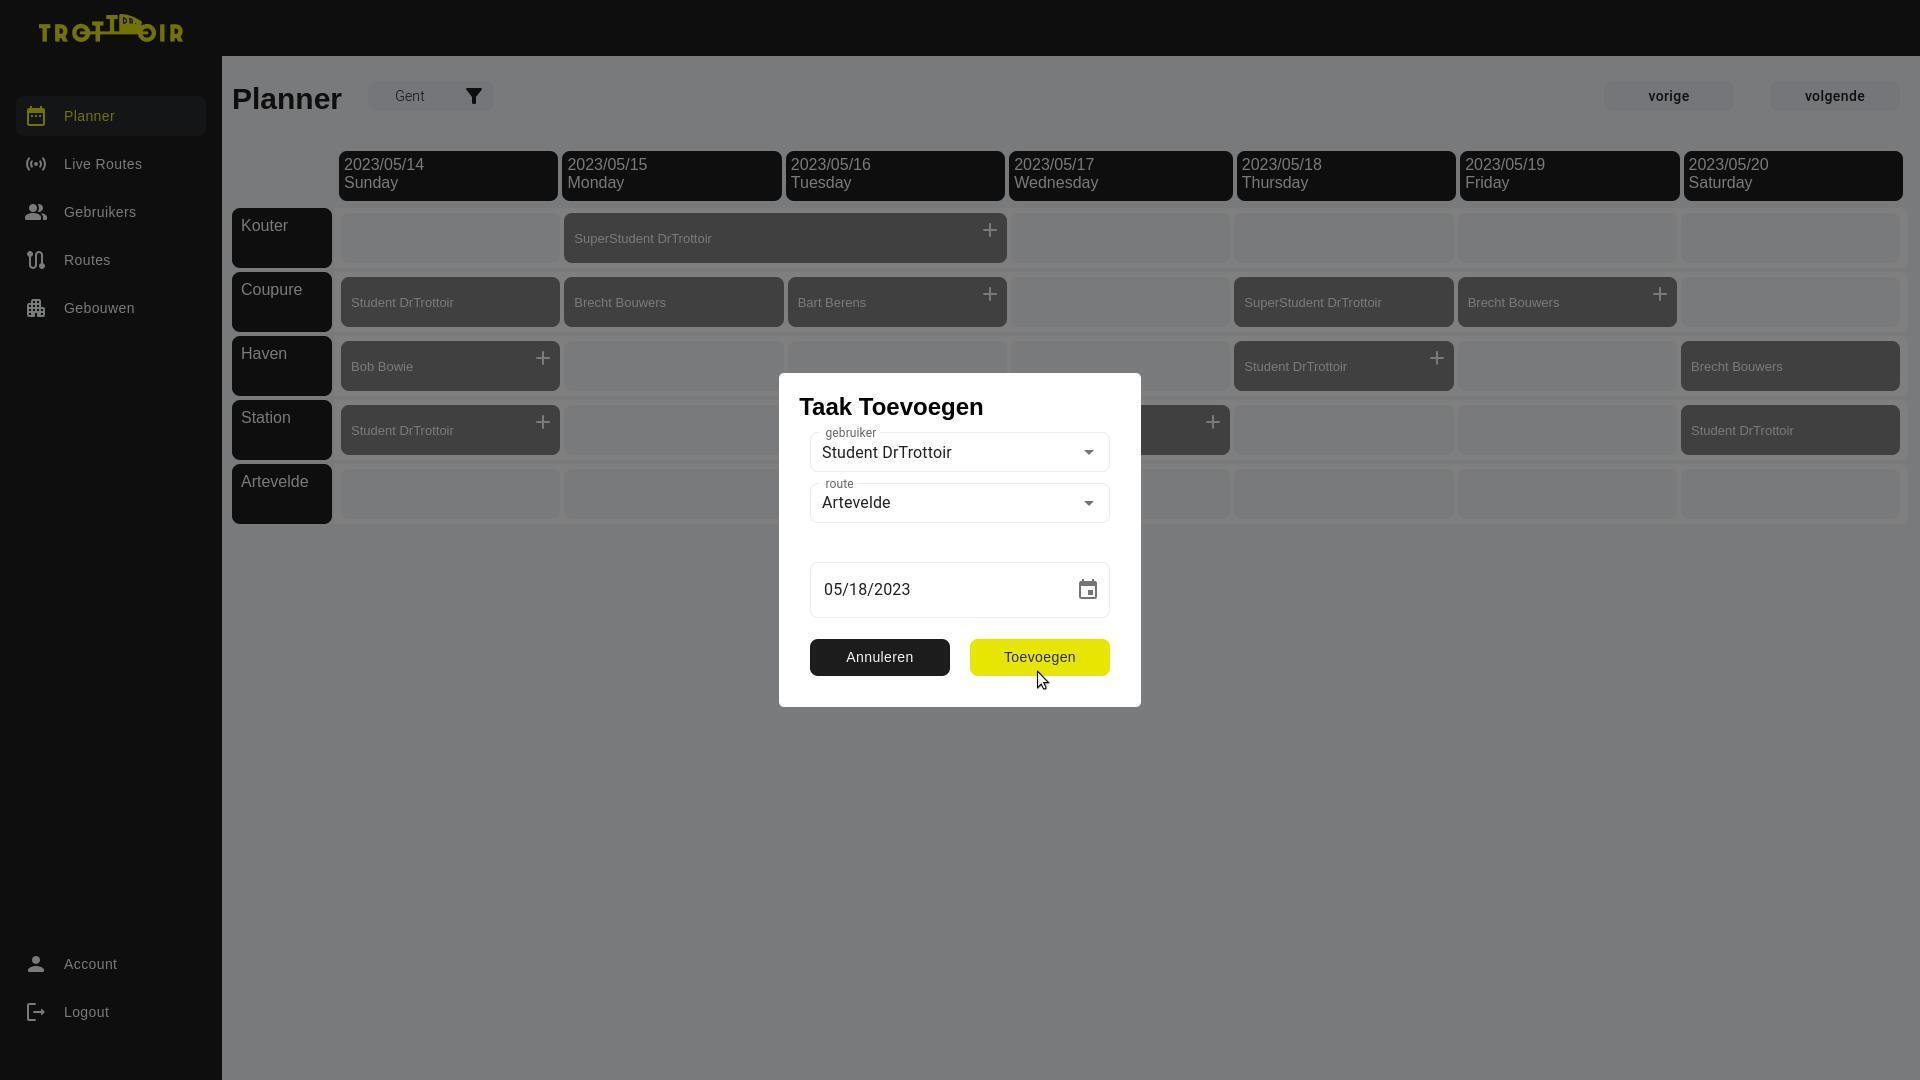 TROTTOIR
Planner
Gent
vorige
volgende
Planner
Live Routes
Gebruikers
Routes
Gebouwen
Account
Logout
2023/05/14
Sunday
2023/05/15
Monday
2023/05/16
Tuesday
2023/05/17
Wednesday
2023/05/18
Thursday
2023/05/19
Friday
2023/05/20
Saturday
Kouter
SuperStudent DrTrottoir
Coupure
Student DrTrottoir
Brecht Bouwers
Bart Berens
SuperStudent DrTrottoir
Brecht Bouwers
Haven
Bob Bowie
Student DrTrottoir
Brecht Bouwers
Station
Student DrTrottoir
Student DrTrottoir
Artevelde
Taak Toevoegen
gebruiker
Student DrTrottoir
route
Artevelde
05/18/2023
Annuleren
Toevoegen